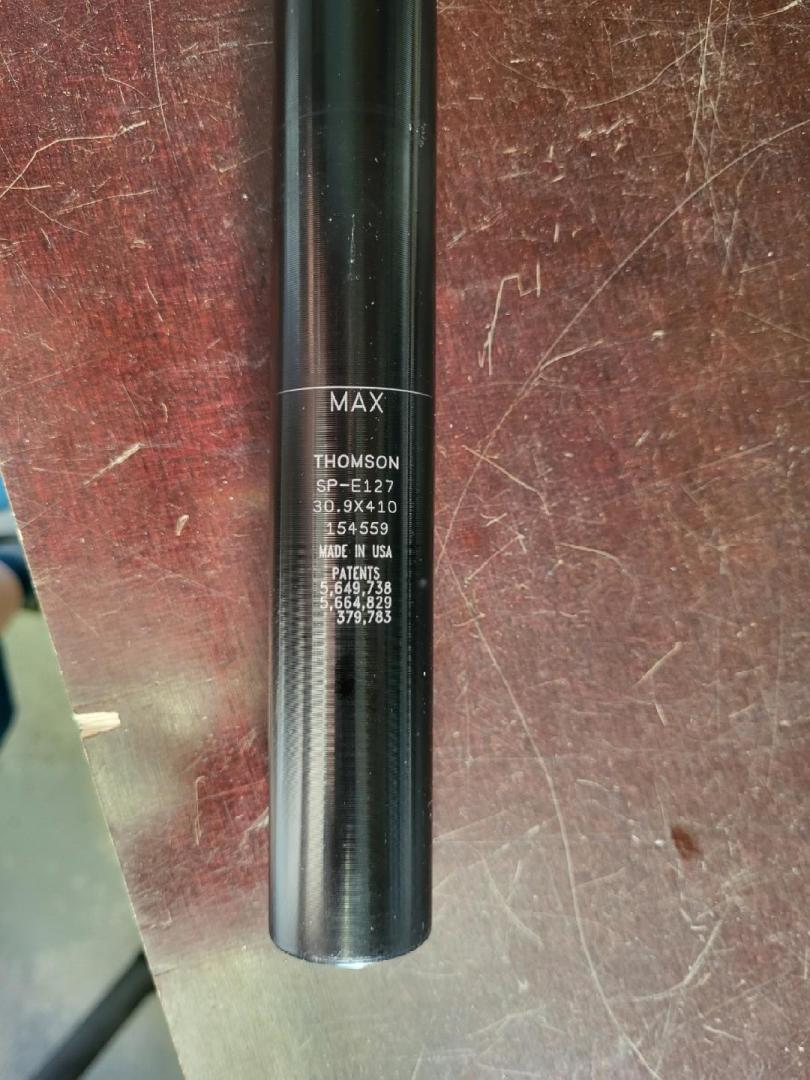 MAX
THOMSON
SP-E127
30.9X410
154559
MADE IN USA
PATENTS
5,649,738
5,664,829
379,783